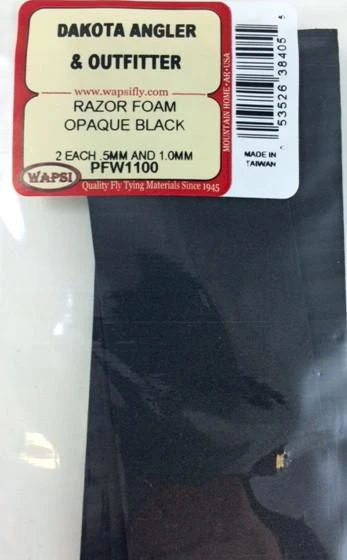 DAKOTA ANGLER
& OUTFITTER
www.wapsifly.com
RAZOR FOAM
OPAQUE BLACK
2 EACH .5MM AND 1.0MM
PFW1100
WAPSI
Quality Fly Tying Materials Since 1945
MOUNTAIN HOME·AR·USA
53526 38405 5
MADE IN
TAIWAN